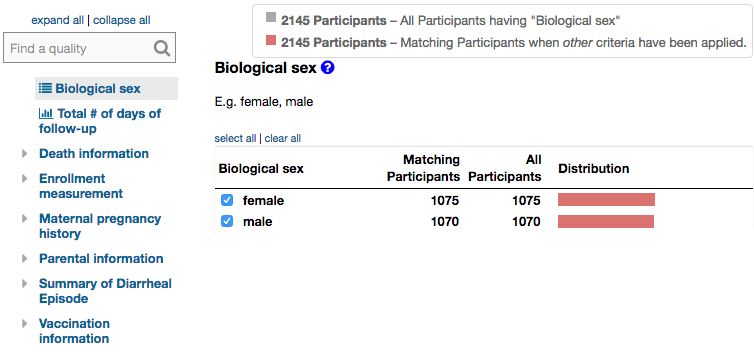 expand all | collapse all
Find a quality
Biological sex
Total # of days of
follow-up
Death information
Enrollment
measurement
Maternal pregnancy
history
Parental information
Summary of Diarrheal
Episode
Vaccination
information
2145 Participants – All Participants having "Biological sex"
2145 Participants – Matching Participants when other criteria have been applied.
Biological sex ?
E.g. female, male
select all | clear all
Biological sex Matching Participants All Participants Distribution
female 1075 1075
male 1070 1070